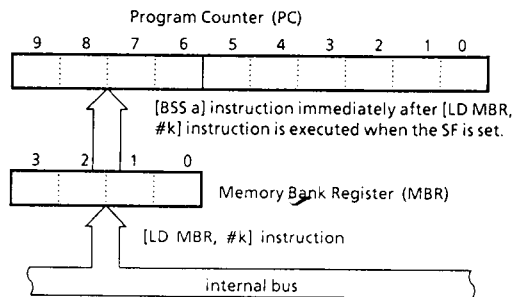 Program Counter (PC)
9 8 7 6 5 4 3 2 1 0
[BSS a] instruction immediately after [LD MBR,
#k] instruction is executed when the SF is set.
3 2 1 0
Memory Bank Register (MBR)
[LD MBR, #k] instruction
internal bus